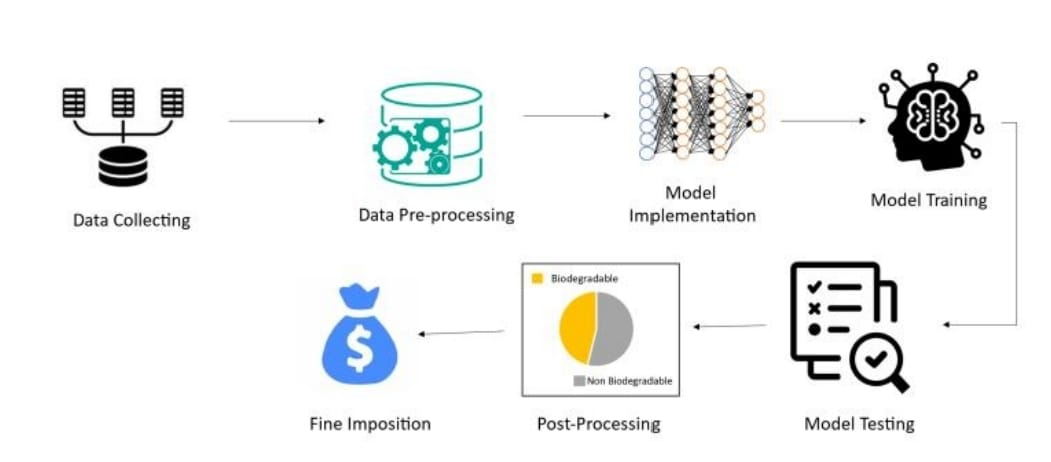 Data Collecting
Data Pre-processing
Model
Implementation
Model Training
Biodegradable
Non Biodegradable
$
Fine Imposition
Post-Processing
Model Testing